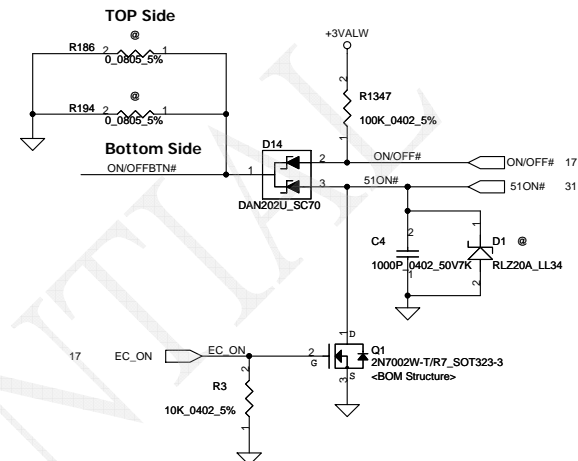 TOP Side
@
R186 2 1
0_0805_5%
@
R194 2 1
0_0805_5%
Bottom Side
ON/OFFBTN# 1
+3VALW
2
R1347
100K_0402_5%
1
D14
2 ON/OFF# ON/OFF# 17
3 51ON# 51ON# 31
DAN202U_SC70
2
C4
1000P_0402_50V7K
1
1
D1 @
RLZ20A_LL34
2
1 D
17 EC_ON EC_ON 2 G
Q1
2N7002W-T/R7_SOT323-3
<BOM Structure>
3 S
2
R3
10K_0402_5%
1
NTIAL